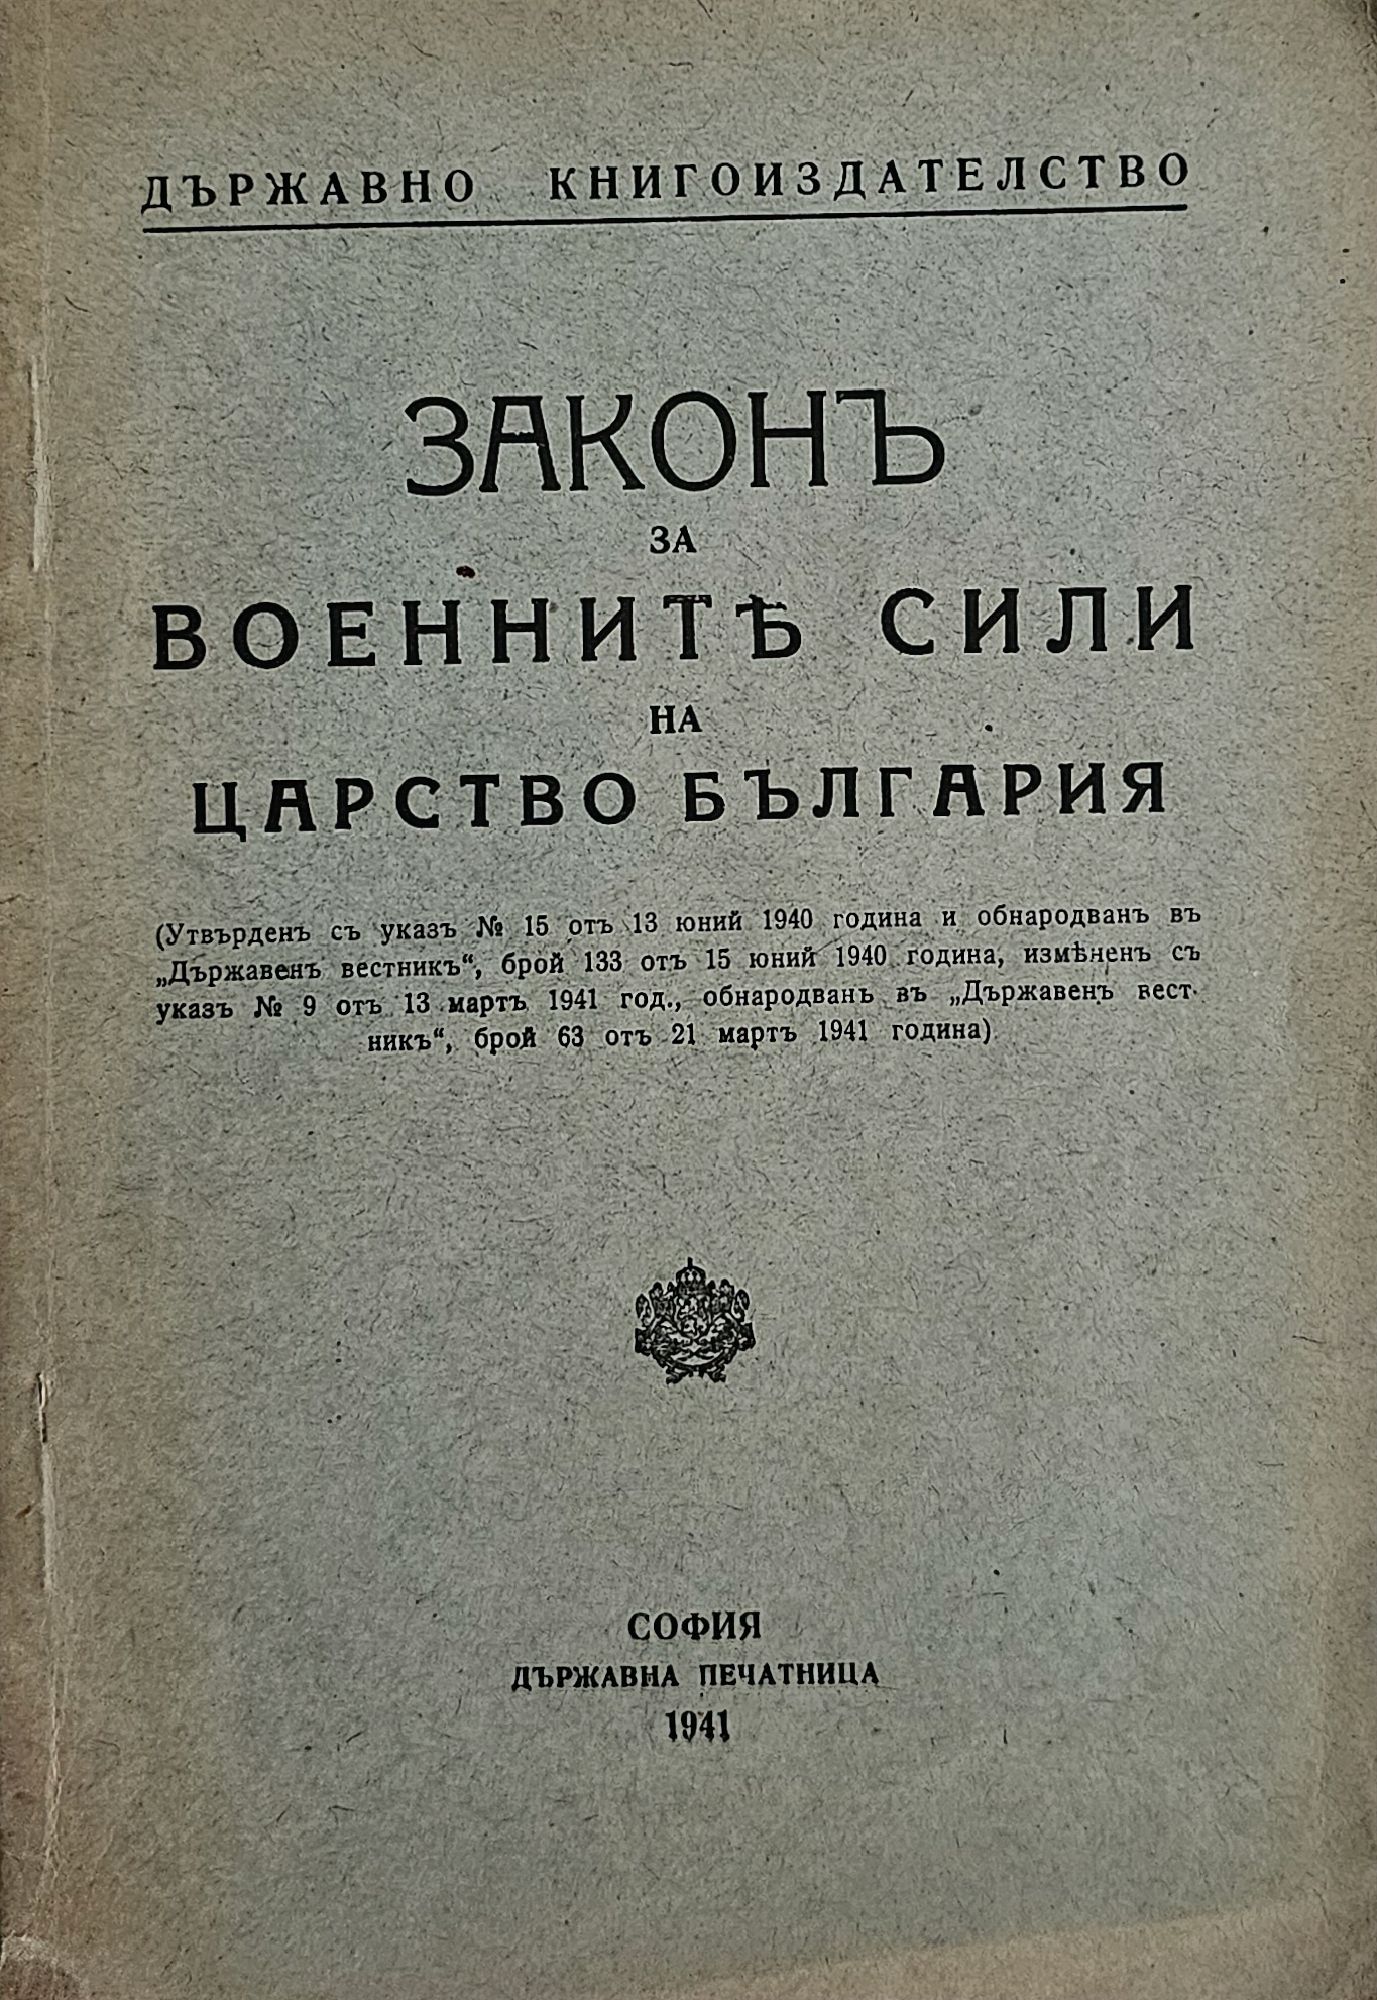 ДЪРЖАВНО КНИГОИЗДАТЕЛСТВО
ЗАКОНЪ
ЗА
ВОЕННИТѢ СИЛИ
НА
ЦАРСТВО БЪЛГАРИЯ
(Утвърденъ съ указъ № 15 отъ 13 юний 1940 година и обнародванъ въ
„Държавенъ вестникъ“, брой 133 отъ 15 юний 1940 година, измѣненъ съ
указъ № 9 отъ 13 мартъ 1941 год., обнародванъ въ „Държавенъ вест-
никъ“, брой 63 отъ 21 мартъ 1941 година)
СОФИЯ
ДЪРЖАВНА ПЕЧАТНИЦА
1941